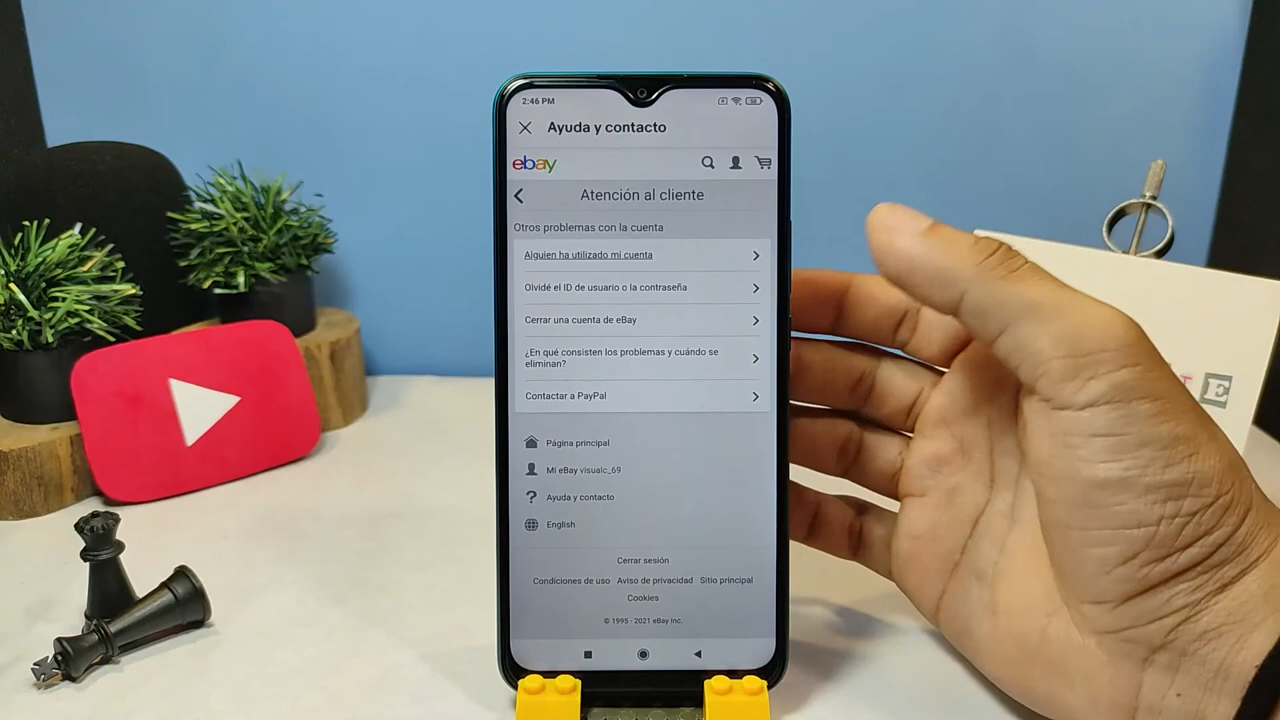 2:46 PM
Ayuda y contacto
ebay
Atención al cliente
Otros problemas con la cuenta
Alguien ha utilizado mi cuenta
Olvidé el ID de usuario o la contraseña
Cerrar una cuenta de eBay
¿En qué consisten los problemas y cuándo se
eliminan?
Contactar a PayPal
Página principal
Mi eBay visualc_69
Ayuda y contacto
English
Cerrar sesión
Condiciones de uso Aviso de privacidad Sitio principal
Cookies
© 1995 - 2021 eBay Inc.
E